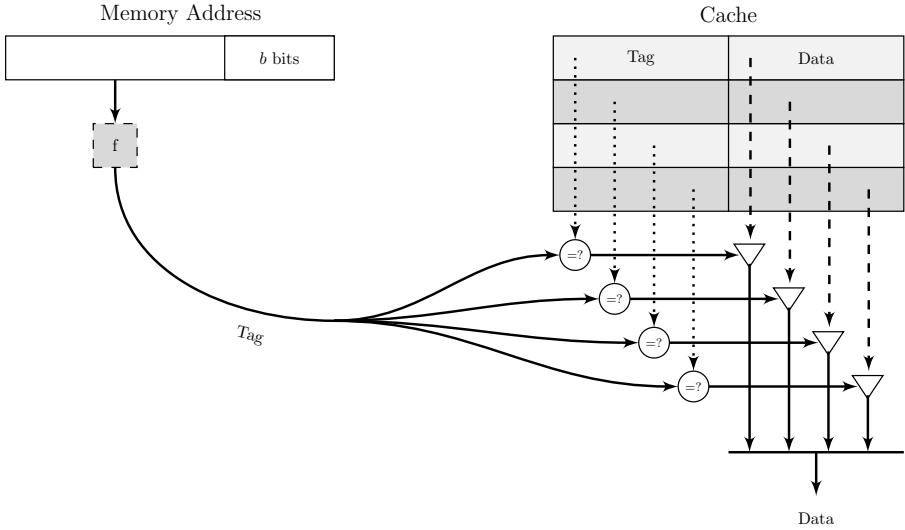 Memory Address
Cache
b bits
Tag
Data
f
=?
=?
=?
=?
Tag
Data